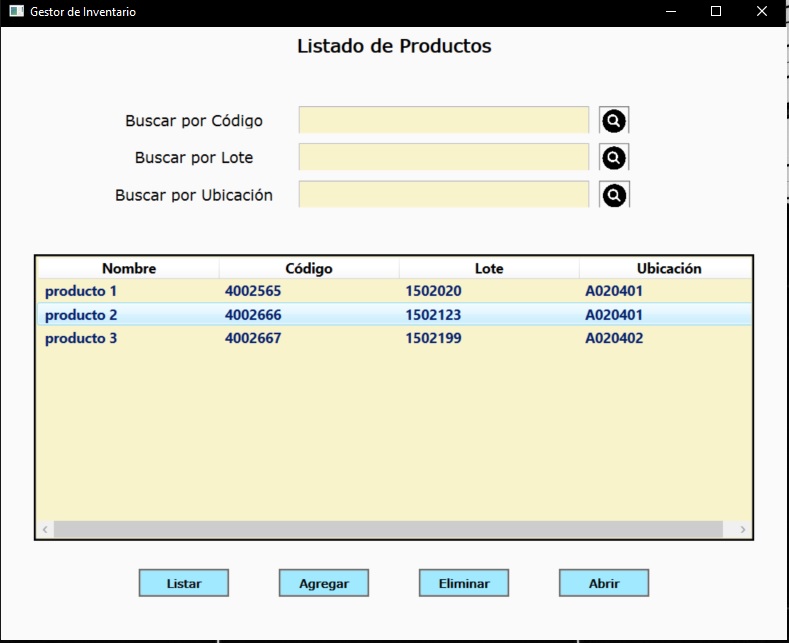 Gestor de Inventario
Listado de Productos
Buscar por Código
Buscar por Lote
Buscar por Ubicación
Nombre Código Lote Ubicación
producto 1 4002565 1502020 A020401
producto 2 4002666 1502123 A020401
producto 3 4002667 1502199 A020402
Listar Agregar Eliminar Abrir